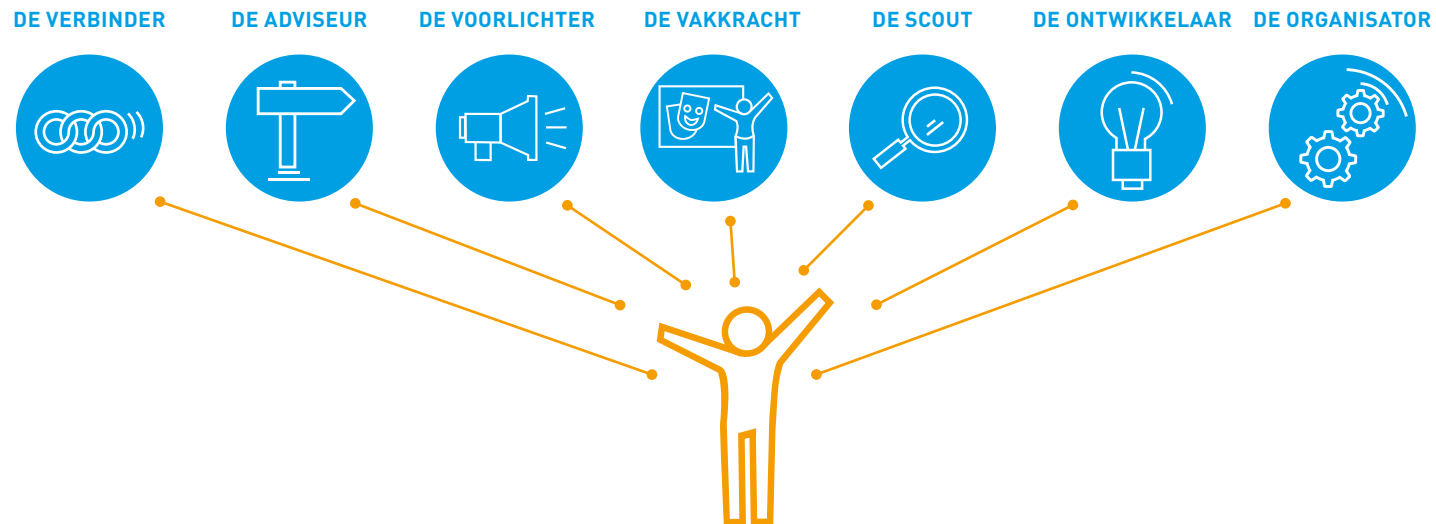 DE VERBINDER
DE ADVISEUR
DE VOORLICHTER
DE VAKKRACHT
DE SCOUT
DE ONTWIKKELAAR
DE ORGANISATOR